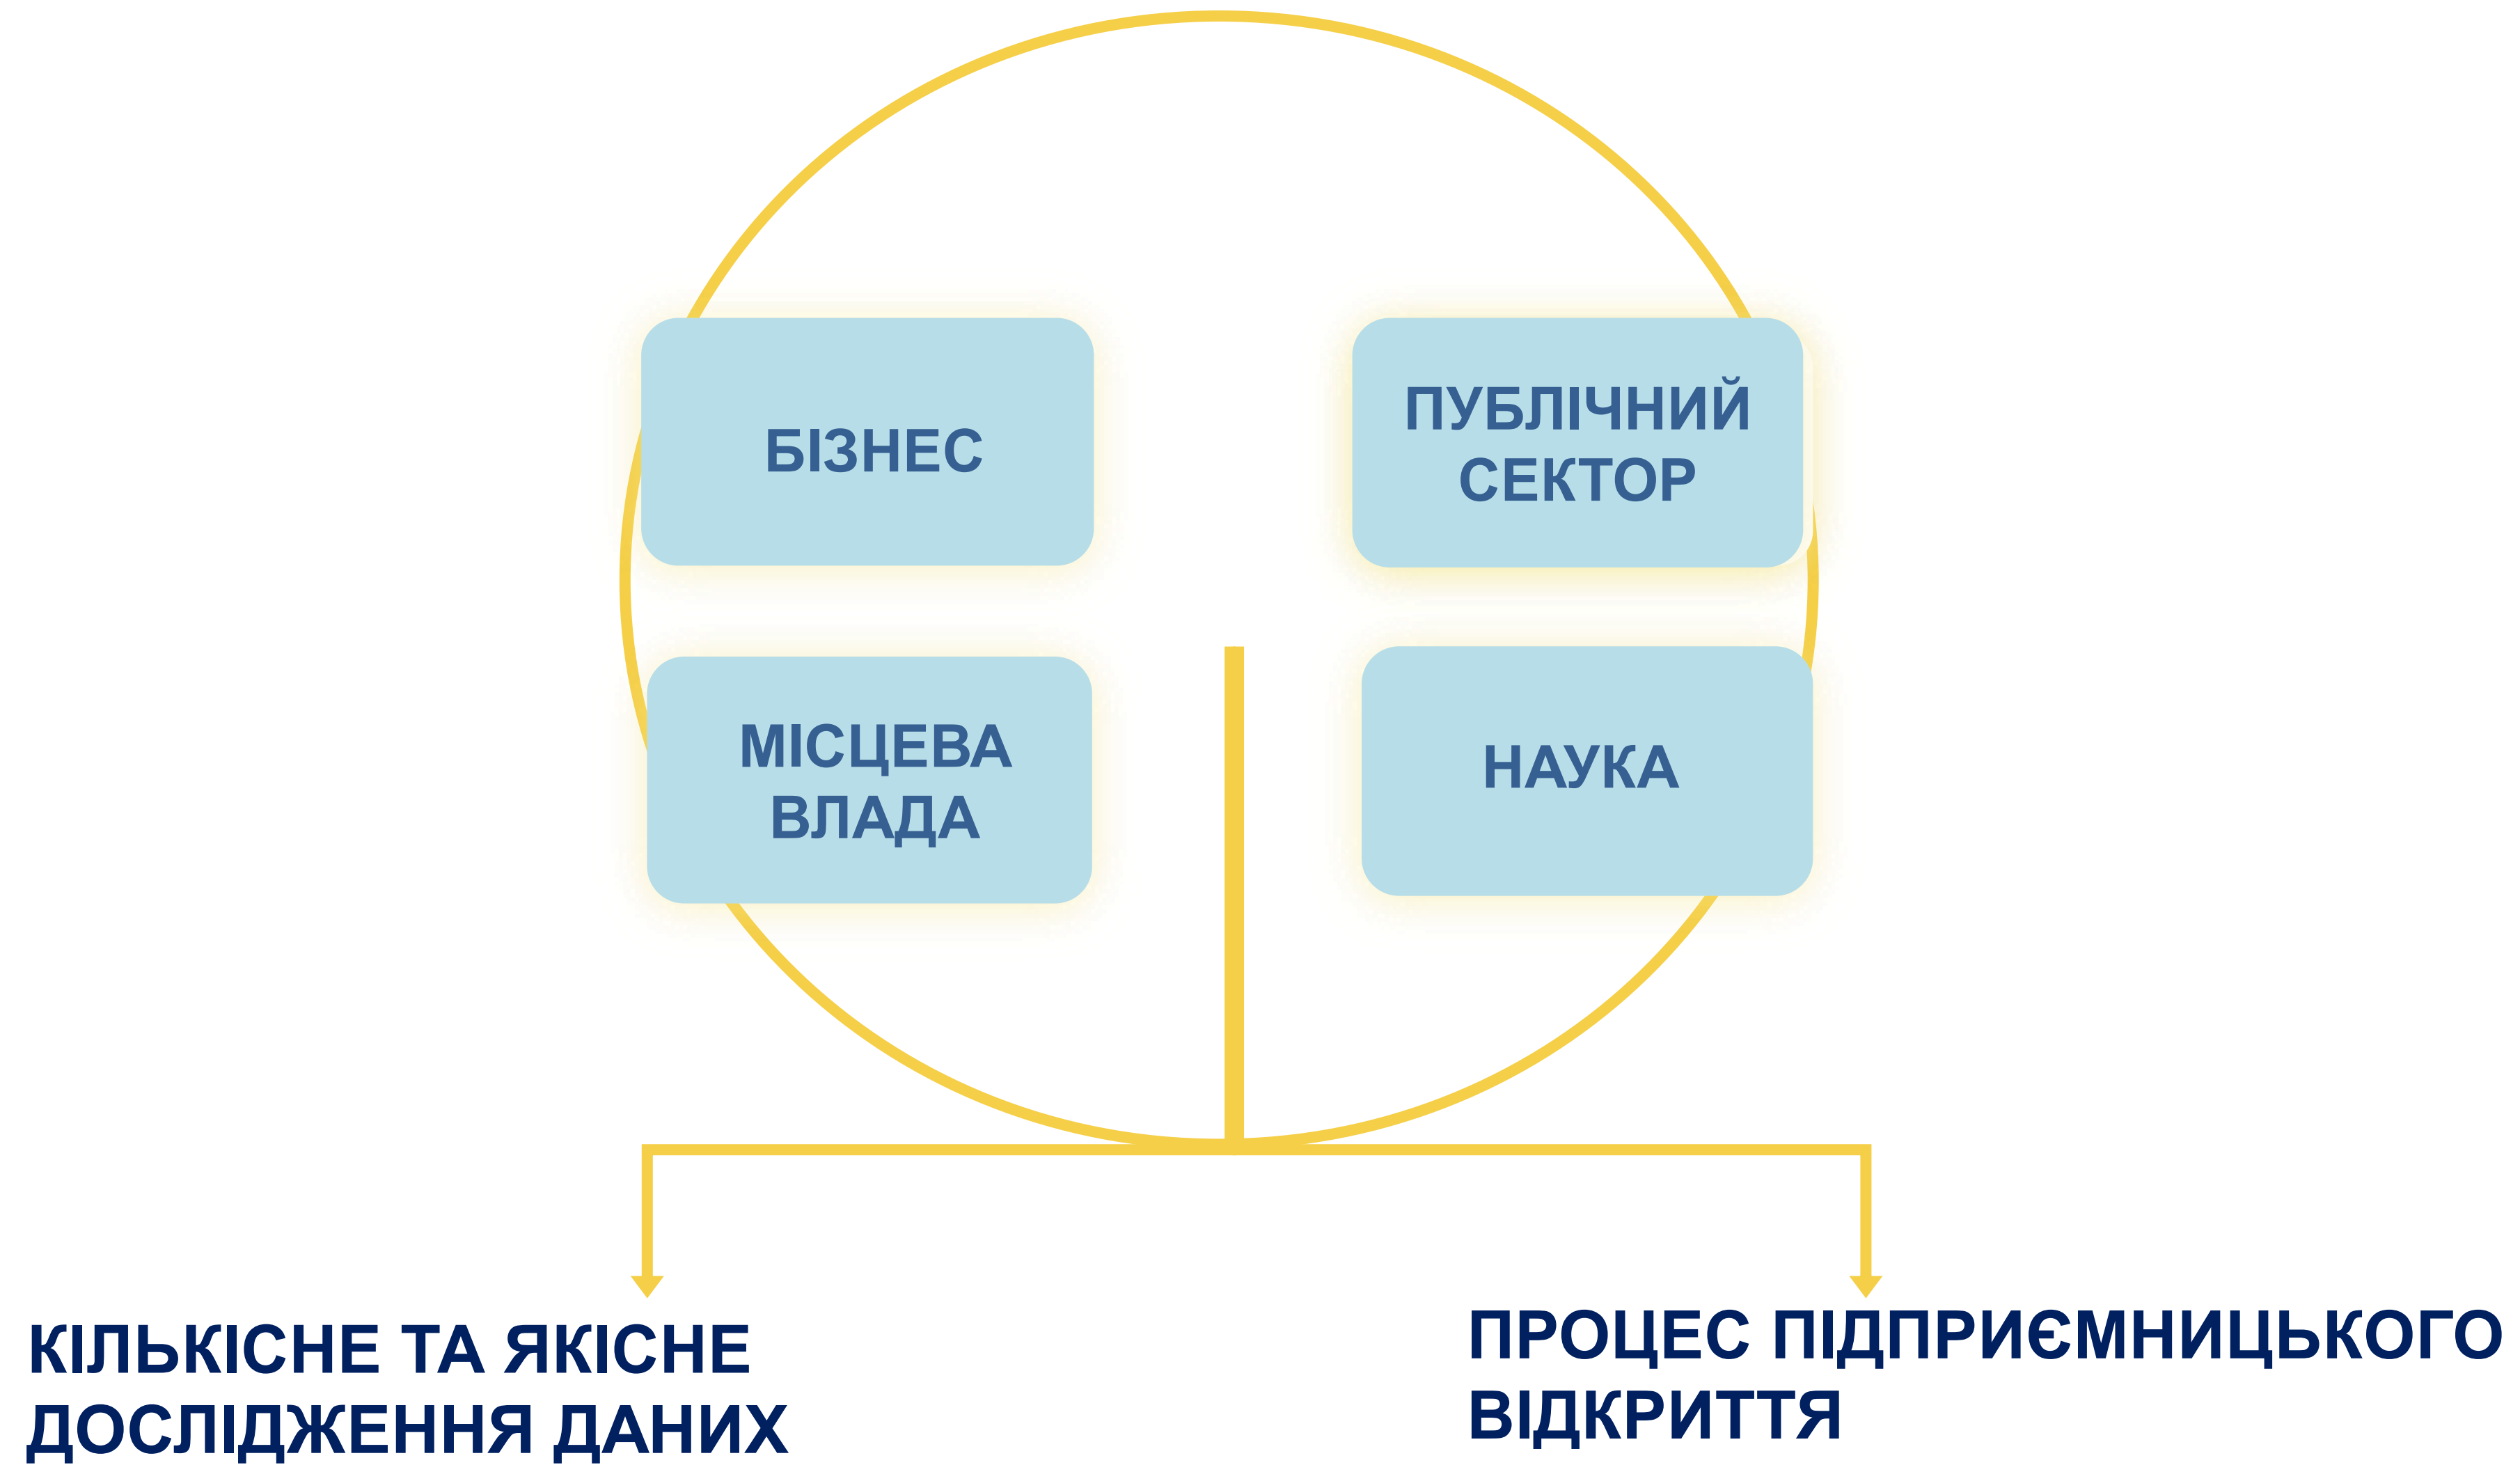 БІЗНЕС
ПУБЛІЧНИЙ
СЕКТОР
МІСЦЕВА
ВЛАДА
НАУКА
КІЛЬКІСНЕ ТА ЯКІСНЕ
ДОСЛІДЖЕННЯ ДАНИХ
ПРОЦЕС ПІДПРИєМНИЦЬКОГО
ВІДКРИТТЯ